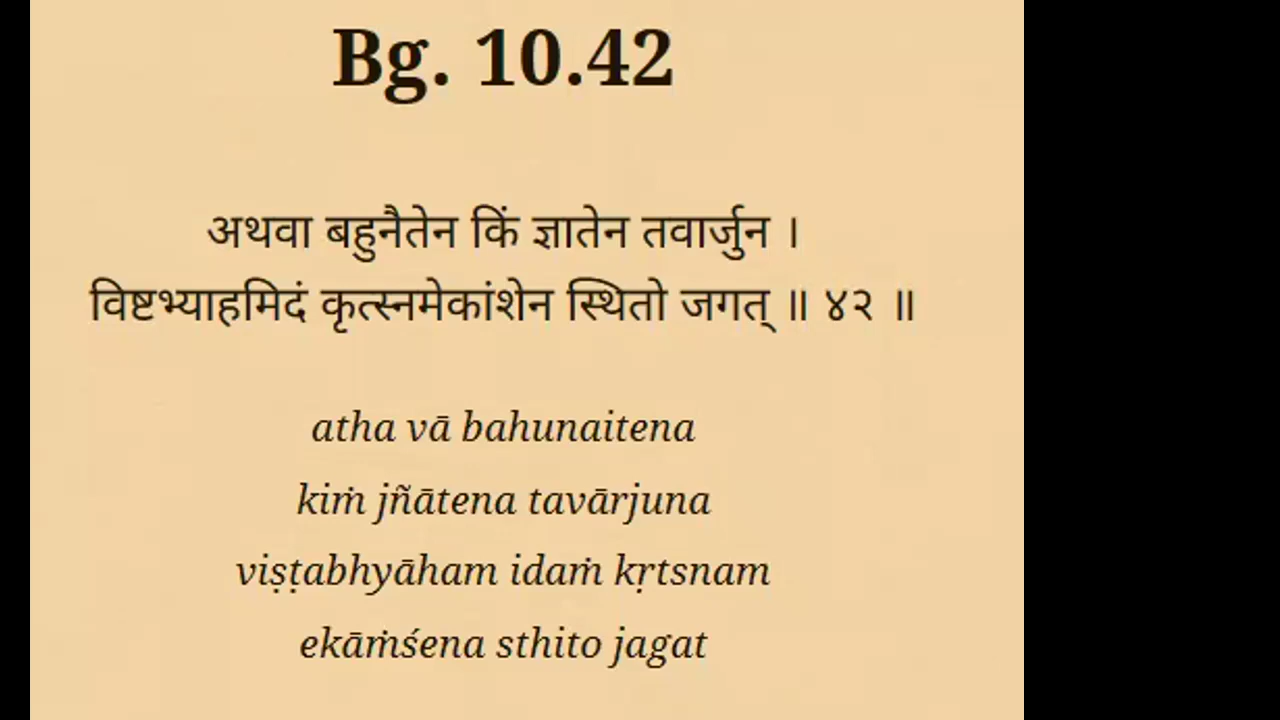 Bg. 10.42
अथवा बहुनैतेन किं ज्ञातेन तवार्जुन ।
विष्टभ्याहमिदं कृत्स्नमेकांशेन स्थितो जगत् ॥ ४२ ॥
atha vā bahunaitena
kiṁ jñātena tavārjuna
viṣṭabhyāham idaṁ kṛtsnam
ekāṁśena sthito jagat